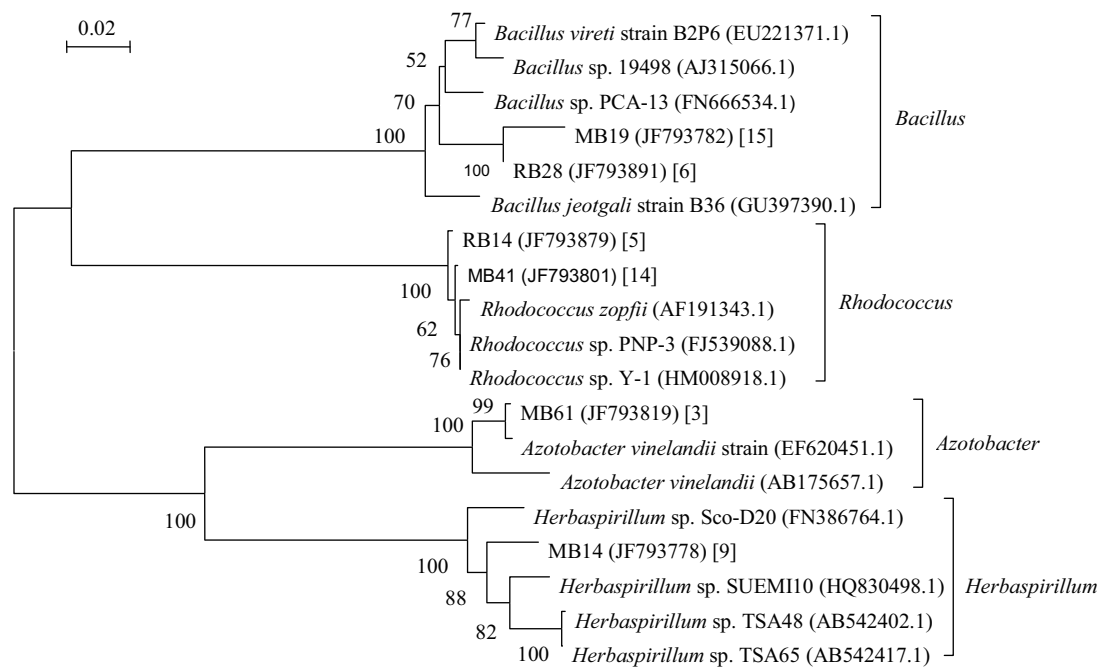 0.02
77
Bacillus vireti strain B2P6 (EU221371.1)
52
Bacillus sp. 19498 (AJ315066.1)
70
Bacillus sp. PCA-13 (FN666534.1)
Bacillus
100
MB19 (JF793782) [15]
100
RB28 (JF793891) [6]
Bacillus jeotgali strain B36 (GU397390.1)
RB14 (JF793879) [5]
100
MB41 (JF793801) [14]
Rhodococcus zopfii (AF191343.1)
Rhodococcus
62
Rhodococcus sp. PNP-3 (FJ539088.1)
76
Rhodococcus sp. Y-1 (HM008918.1)
99
MB61 (JF793819) [3]
100
Azotobacter vinelandii strain (EF620451.1)
Azotobacter
Azotobacter vinelandii (AB175657.1)
100
Herbaspirillum sp. Sco-D20 (FN386764.1)
100
MB14 (JF793778) [9]
Herbaspirillum sp. SUEMI10 (HQ830498.1)
Herbaspirillum
88
Herbaspirillum sp. TSA48 (AB542402.1)
82
100
Herbaspirillum sp. TSA65 (AB542417.1)